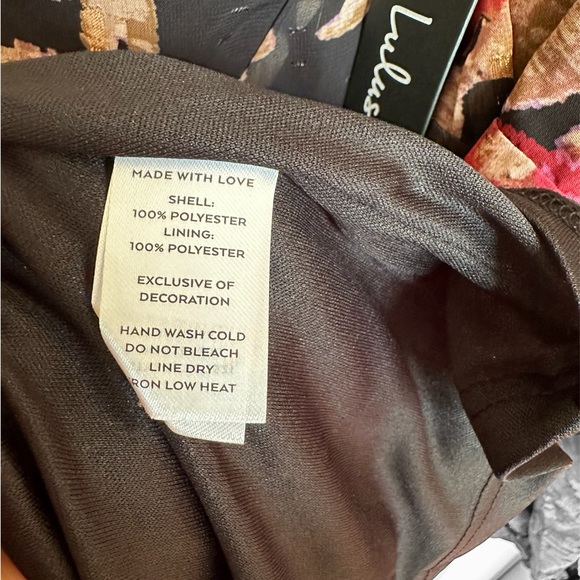 Lulus
MADE WITH LOVE
SHELL:
100% POLYESTER
LINING:
100% POLYESTER
EXCLUSIVE OF
DECORATION
HAND WASH COLD
DO NOT BLEACH
LINE DRY
IRON LOW HEAT